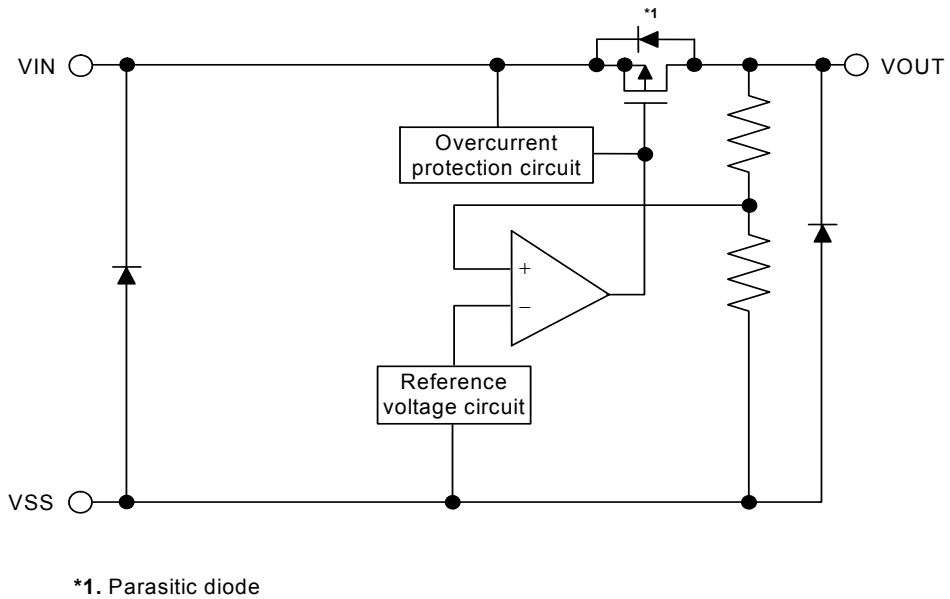 *1
VIN
VOUT
Overcurrent
protection circuit
+
−
Reference
voltage circuit
VSS
*1. Parasitic diode